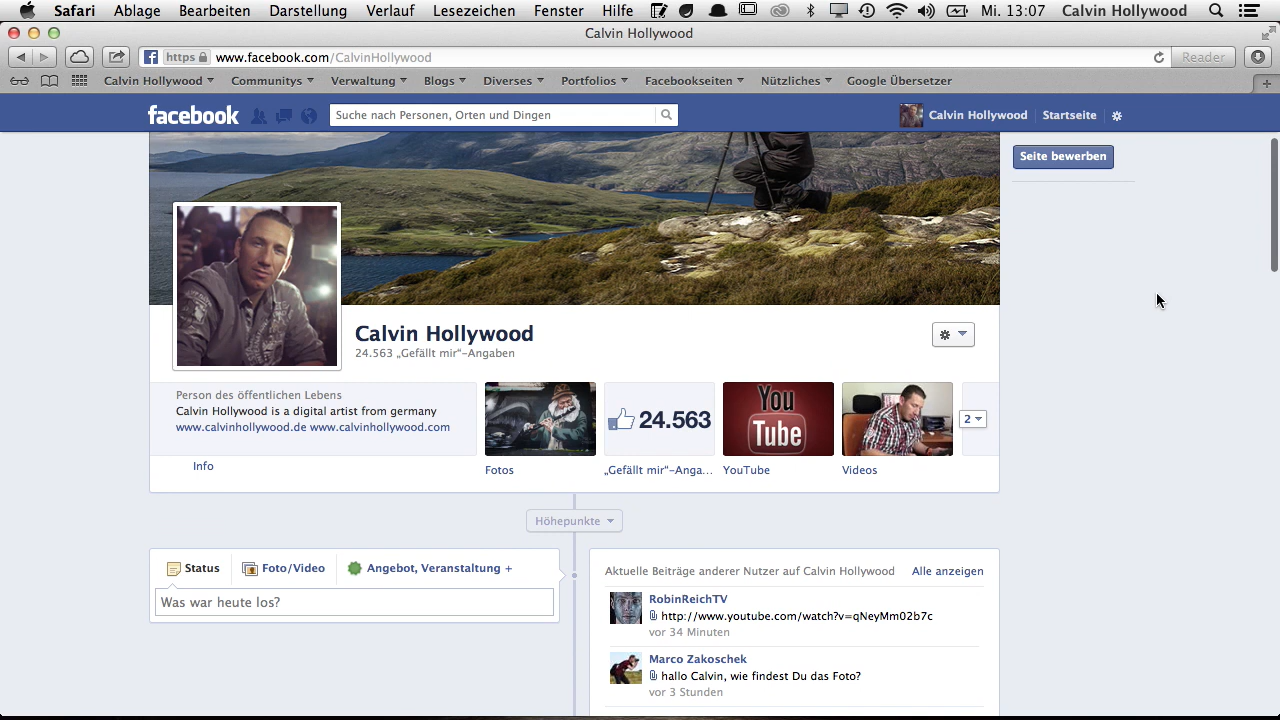 Safari Ablage Bearbeiten Darstellung Verlauf Lesezeichen Fenster Hilfe Mi. 13:07 Calvin Hollywood
Calvin Hollywood
https www.facebook.com/CalvinHollywood Reader
Calvin Hollywood Communitys Verwaltung Blogs Diverses Portfolios Facebookseiten Nützliches Google Übersetzer
facebook Suche nach Personen, Orten und Dingen Calvin Hollywood Startseite
Seite bewerben
Calvin Hollywood
24.563 „Gefällt mir“-Angaben
Person des öffentlichen Lebens
Calvin Hollywood is a digital artist from germany
www.calvinhollywood.de www.calvinhollywood.com
Info
24.563
You
Tube
2
Fotos „Gefällt mir“-Anga... YouTube Videos
Höhepunkte
Status Foto/Video Angebot, Veranstaltung +
Was war heute los?
Aktuelle Beiträge anderer Nutzer auf Calvin Hollywood Alle anzeigen
RobinReichTV
http://www.youtube.com/watch?v=qNeyMm02b7c
vor 34 Minuten
Marco Zakoschek
hallo Calvin, wie findest Du das Foto?
vor 3 Stunden